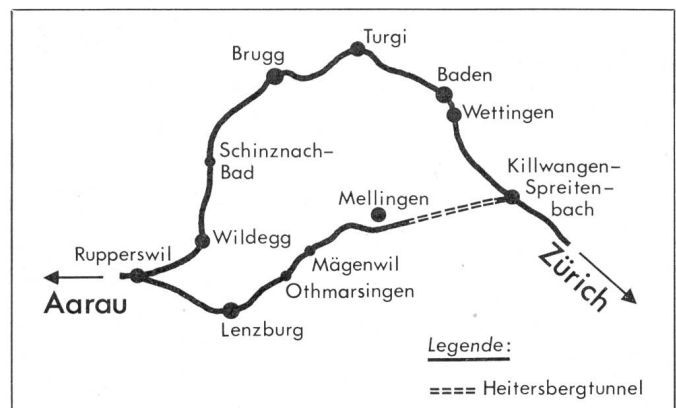 Turgi
Brugg
Baden
Wettingen
Schinznach-
Bad
Killwangen-
Spreiten-
bach
Mellingen
Wildegg
Rupperswil
Mägenwil
Othmarsingen
Aarau
Zürich
Lenzburg
Legende:
Heitersbergtunnel